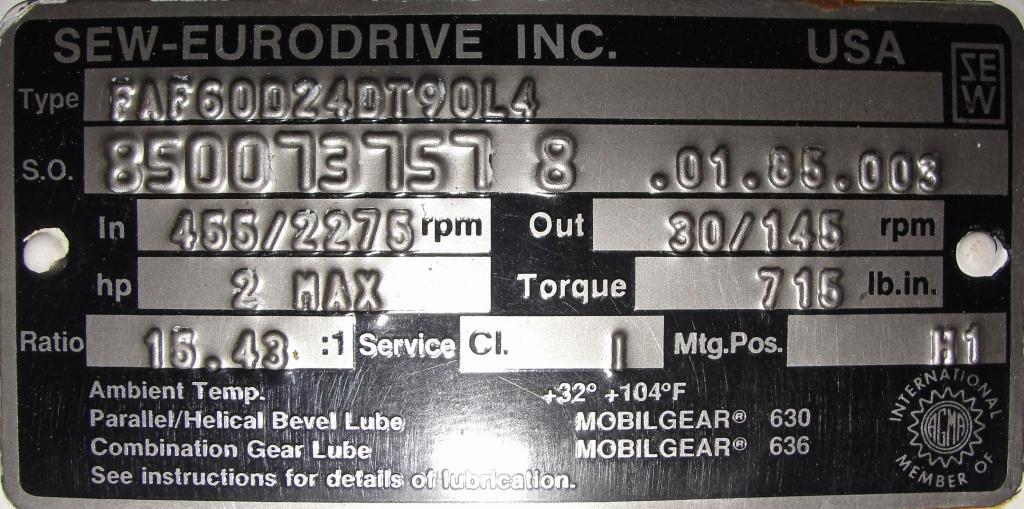 SEW-EURODRIVE INC. USA
SEW
Type FAF60D24DT90L4
S.O. 850073757 8 .01.85.003
In 455/2275 rpm Out 30/145 rpm
hp 2 MAX Torque 715 lb.in.
Ratio 15.43 :1 Service Cl. I Mtg.Pos. H1
Ambient Temp. +32° +104°F
Parallel/Helical Bevel Lube MOBILGEAR® 630
Combination Gear Lube MOBILGEAR® 636
See instructions for details of lubrication.
INTERNATIONAL
AGMA
MEMBER OF